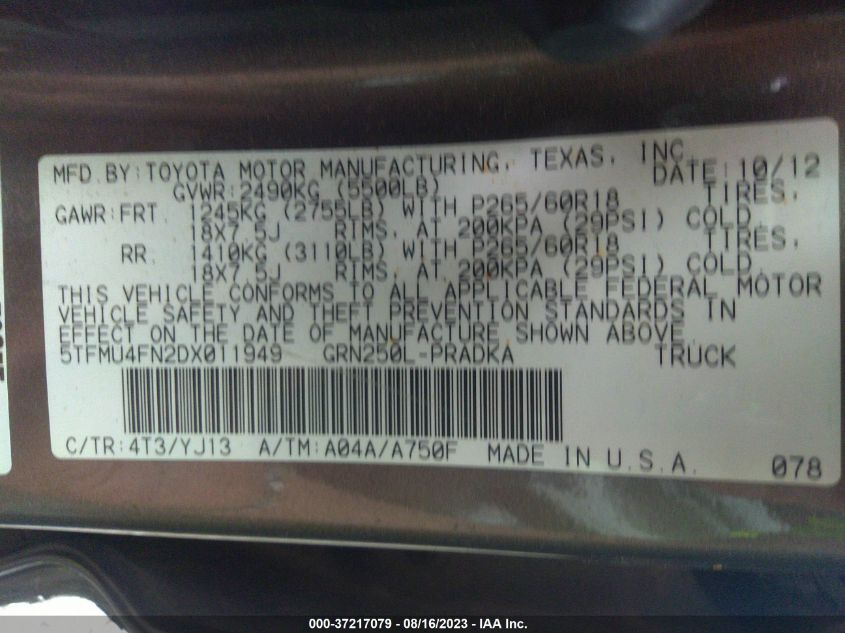 MFD. BY: TOYOTA MOTOR MANUFACTURING, TEXAS, INC.
GVWR: 2490KG (5500LB) DATE: 10/12
GAWR: FRT. 1245KG (2755LB) WITH P265/60R18 TIRES,
18X7.5J RIMS, AT 200KPA (29PSI) COLD.
RR. 1410KG (3110LB) WITH P265/60R18 TIRES,
18X7.5J RIMS, AT 200KPA (29PSI) COLD.
THIS VEHICLE CONFORMS TO ALL APPLICABLE FEDERAL MOTOR
VEHICLE SAFETY AND THEFT PREVENTION STANDARDS IN
EFFECT ON THE DATE OF MANUFACTURE SHOWN ABOVE.
5TFMU4FN2DX011949 GRN250L-PRADKA TRUCK
C/TR: 4T3/YJ13 A/TM: A04A/A750F MADE IN U.S.A.
078
000-37217079 - 08/16/2023 - IAA Inc.